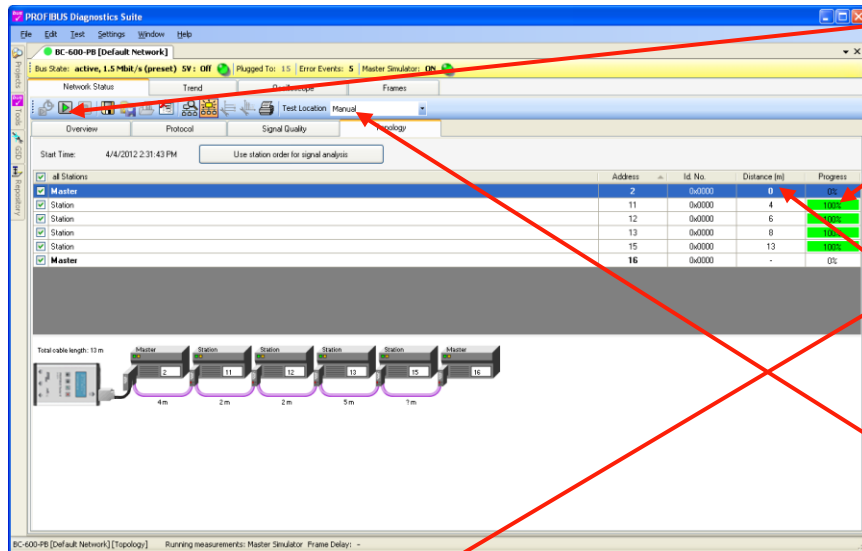 PROFIBUS Diagnostics Suite
File Edit Test Settings Window Help
BC-600-PB [Default Network]
Bus State: active, 1.5 Mbit/s (preset) 5V: Off Plugged To: 15 Error Events: 5 Master Simulator: ON
Projects
Tools
GSD
Repository
Network Status Trend Oscilloscope Frames
Test Location Manual
Overview Protocol Signal Quality Topology
Start Time: 4/4/2012 2:31:43 PM Use station order for signal analysis
all Stations Address Id. No. Distance [m] Progress
Master 2 0x0000 0 0%
Station 11 0x0000 4 100%
Station 12 0x0000 6 100%
Station 13 0x0000 8 100%
Station 15 0x0000 13 100%
Master 16 0x0000 - 0%
Total cable length: 13 m
Master Station Station Station Station Master
2 11 12 13 15 16
4 m 2 m 2 m 5 m ? m
BC-600-PB [Default Network] [Topology] Running measurements: Master Simulator Frame Delay: -